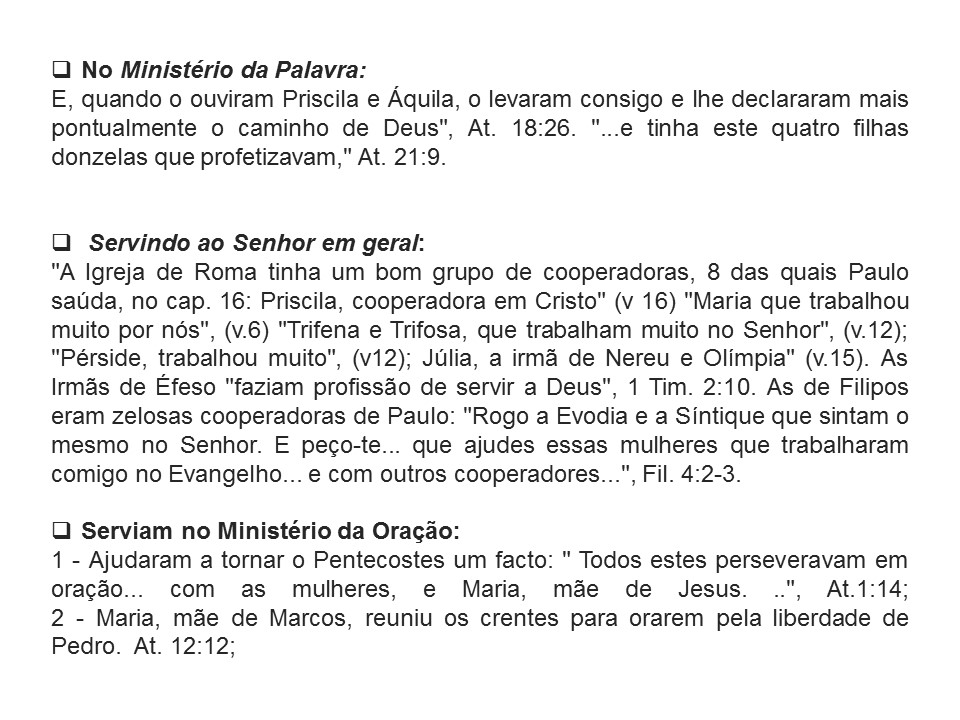 ❑ No Ministério da Palavra:
E, quando o ouviram Priscila e Áquila, o levaram consigo e lhe declararam mais
pontualmente o caminho de Deus", At. 18:26. "...e tinha este quatro filhas
donzelas que profetizavam," At. 21:9.
❑ Servindo ao Senhor em geral:
"A Igreja de Roma tinha um bom grupo de cooperadoras, 8 das quais Paulo
saúda, no cap. 16: Priscila, cooperadora em Cristo" (v 16) "Maria que trabalhou
muito por nós", (v.6) "Trifena e Trifosa, que trabalham muito no Senhor", (v.12);
"Pérside, trabalhou muito", (v12); Júlia, a irmã de Nereu e Olímpia" (v.15). As
Irmãs de Éfeso "faziam profissão de servir a Deus", 1 Tim. 2:10. As de Filipos
eram zelosas cooperadoras de Paulo: "Rogo a Evodia e a Síntique que sintam o
mesmo no Senhor. E peço-te... que ajudes essas mulheres que trabalharam
comigo no Evangelho... e com outros cooperadores...", Fil. 4:2-3.
❑ Serviam no Ministério da Oração:
1 - Ajudaram a tornar o Pentecostes um facto: " Todos estes perseveravam em
oração... com as mulheres, e Maria, mãe de Jesus. ..", At.1:14;
2 - Maria, mãe de Marcos, reuniu os crentes para orarem pela liberdade de
Pedro. At. 12:12;